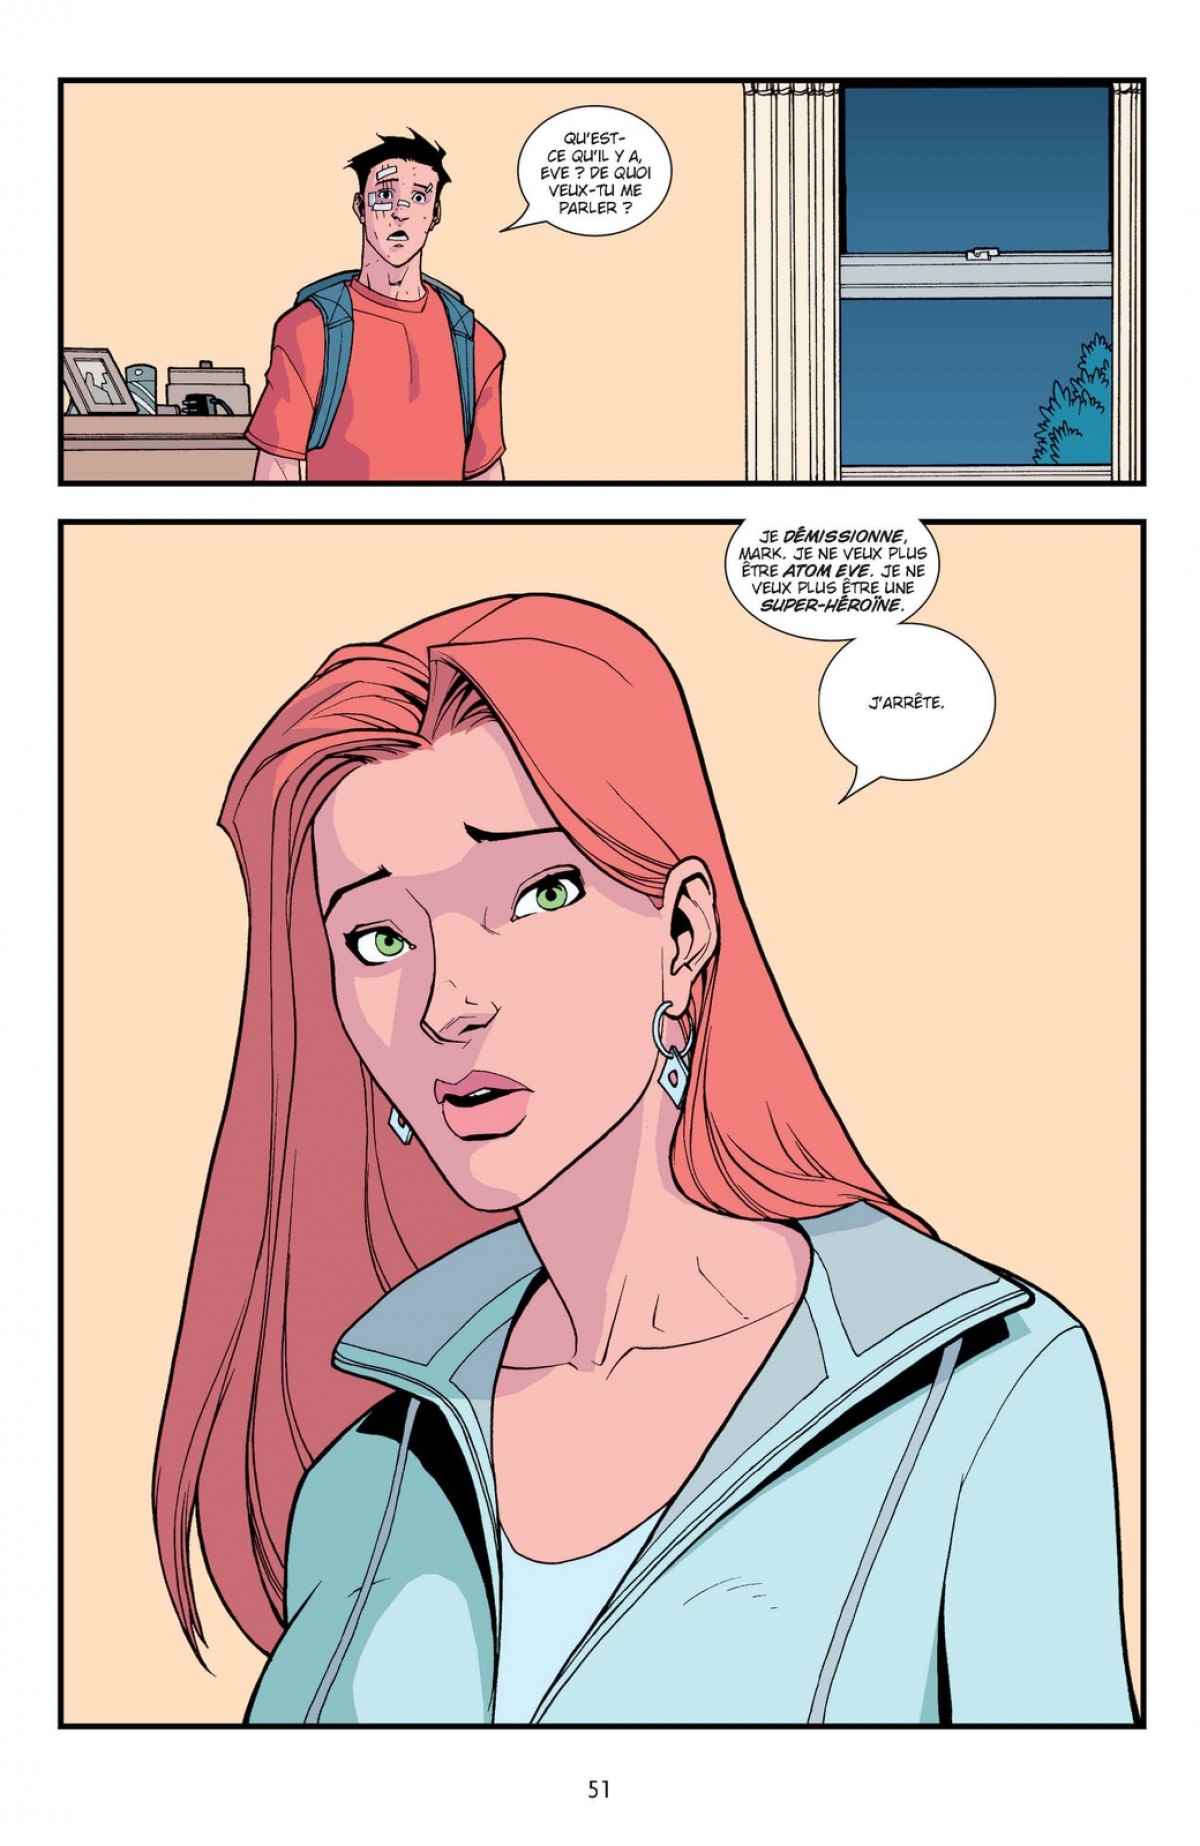 QU'EST-
CE QU'IL Y A,
EVE ? DE QUOI
VEUX-TU ME
PARLER ?
JE DÉMISSIONNE,
MARK. JE NE VEUX PLUS
ÊTRE ATOM EVE. JE NE
VEUX PLUS ÊTRE UNE
SUPER-HÉROÏNE.
J'ARRÊTE.
51